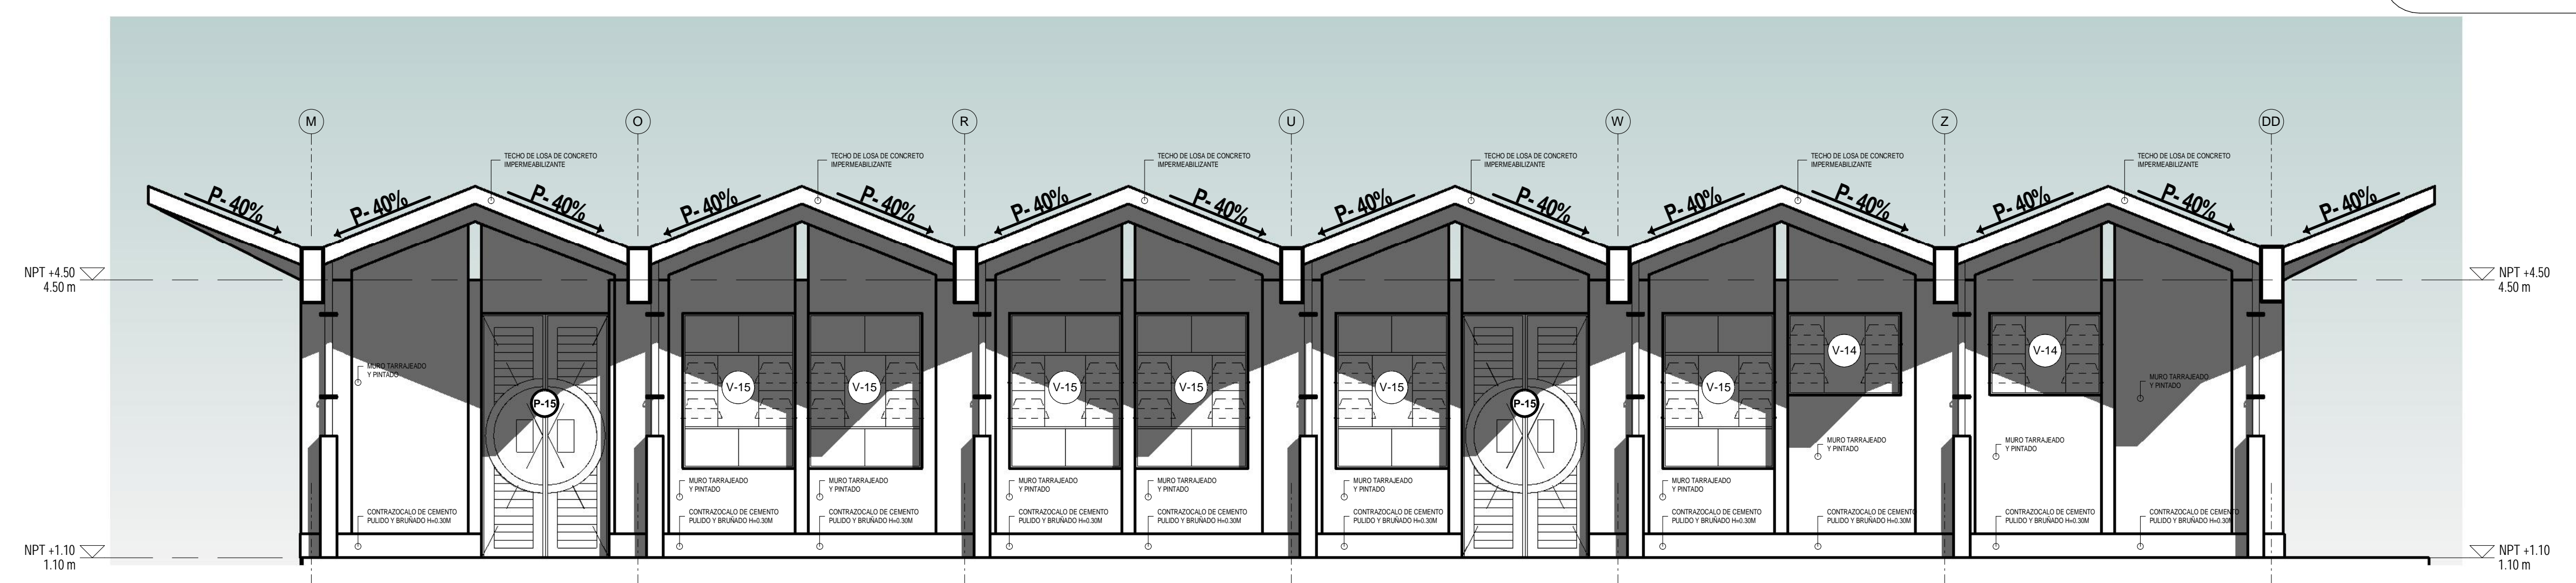 M
O
R
U
W
Z
DD
TECHO DE LOSA DE CONCRETO
IMPERMEABILIZANTE
TECHO DE LOSA DE CONCRETO
IMPERMEABILIZANTE
TECHO DE LOSA DE CONCRETO
IMPERMEABILIZANTE
TECHO DE LOSA DE CONCRETO
IMPERMEABILIZANTE
TECHO DE LOSA DE CONCRETO
IMPERMEABILIZANTE
TECHO DE LOSA DE CONCRETO
IMPERMEABILIZANTE
P- 40%
P- 40%
P- 40%
P- 40%
P- 40%
P- 40%
P- 40%
P- 40%
P- 40%
P- 40%
P- 40%
P- 40%
P- 40%
P- 40%
NPT +4.50
4.50 m
NPT +4.50
4.50 m
V-14
V-14
MURO TARRAJEADO
Y PINTADO
MURO TARRAJEADO
Y PINTADO
V-15
V-15
V-15
V-15
V-15
V-15
P-15
P-15
MURO TARRAJEADO
Y PINTADO
MURO TARRAJEADO
Y PINTADO
MURO TARRAJEADO
Y PINTADO
MURO TARRAJEADO
Y PINTADO
MURO TARRAJEADO
Y PINTADO
MURO TARRAJEADO
Y PINTADO
MURO TARRAJEADO
Y PINTADO
MURO TARRAJEADO
Y PINTADO
CONTRAZOCALO DE CEMENTO
PULIDO Y BRUÑADO H=0.30M
CONTRAZOCALO DE CEMENTO
PULIDO Y BRUÑADO H=0.30M
CONTRAZOCALO DE CEMENTO
PULIDO Y BRUÑADO H=0.30M
CONTRAZOCALO DE CEMENTO
PULIDO Y BRUÑADO H=0.30M
CONTRAZOCALO DE CEMENTO
PULIDO Y BRUÑADO H=0.30M
CONTRAZOCALO DE CEMENTO
PULIDO Y BRUÑADO H=0.30M
CONTRAZOCALO DE CEMENTO
PULIDO Y BRUÑADO H=0.30M
CONTRAZOCALO DE CEMENTO
PULIDO Y BRUÑADO H=0.30M
CONTRAZOCALO DE CEMENTO
PULIDO Y BRUÑADO H=0.30M
CONTRAZOCALO DE CEMENTO
PULIDO Y BRUÑADO H=0.30M
NPT +1.10
1.10 m
NPT +1.10
1.10 m